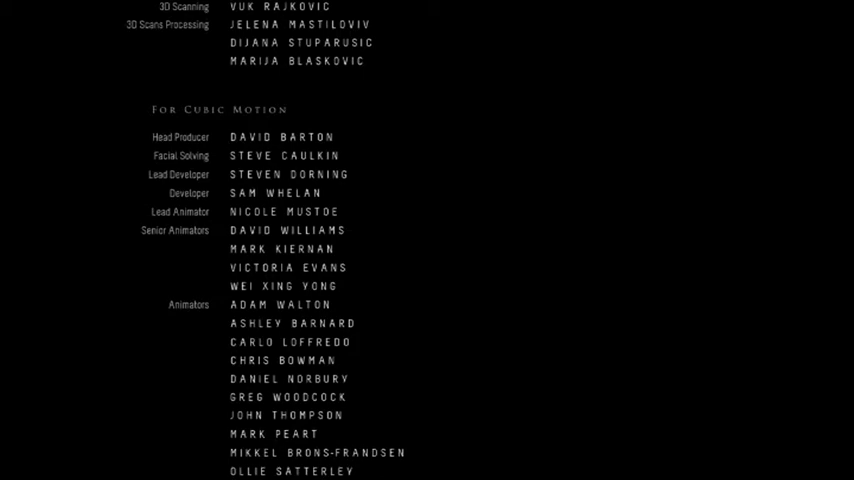 3D Scanning VUK RAJKOVIC
3D Scans Processing JELENA MASTILOVIV
DIJANA STUPARUSIC
MARIJA BLASKOVIC
FOR CUBIC MOTION
Head Producer DAVID BARTON
Facial Solving STEVE CAULKIN
Lead Developer STEVEN DORNING
Developer SAM WHELAN
Lead Animator NICOLE MUSTOE
Senior Animators DAVID WILLIAMS
MARK KIERNAN
VICTORIA EVANS
WEI XING YONG
Animators ADAM WALTON
ASHLEY BARNARD
CARLO LOFFREDO
CHRIS BOWMAN
DANIEL NORBURY
GREG WOODCOCK
JOHN THOMPSON
MARK PEART
MIKKEL BRONS-FRANDSEN
OLLIE SATTERLEY